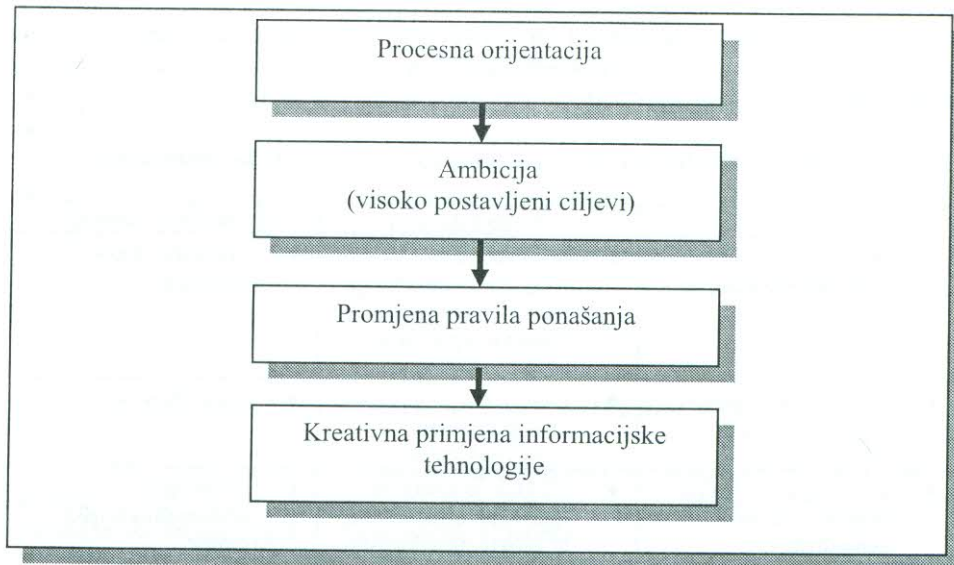 Procesna orijentacija
Ambicija
(visoko postavljeni ciljevi)
Promjena pravila ponašanja
Kreativna primjena informacijske
tehnologije